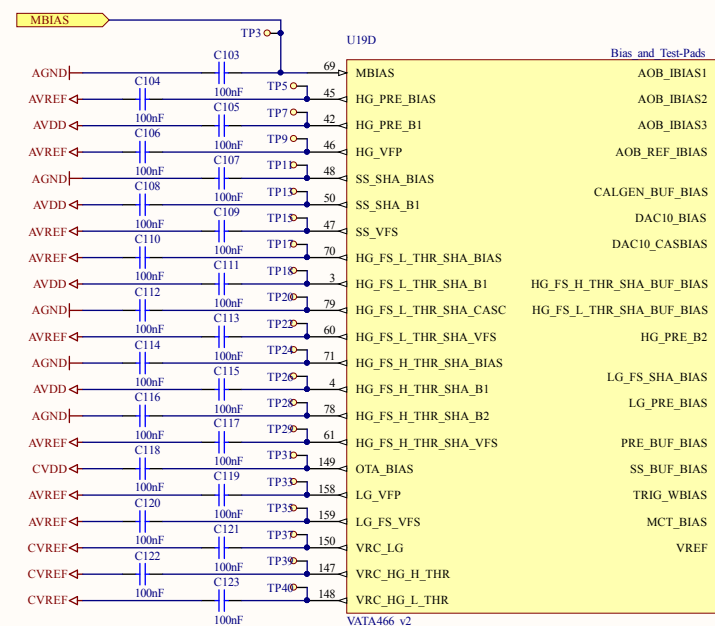 MBIAS
TP3
U19D
Bias and Test-Pads
C103
AGND 100nF 69 MBIAS AOB_IBIAS1
C104 TP5
AVREF 100nF 45 HG_PRE_BIAS AOB_IBIAS2
C105 TP7
AVDD 100nF 42 HG_PRE_B1 AOB_IBIAS3
C106 TP9
AVREF 100nF 46 HG_VFP AOB_REF_IBIAS
C107 TP11
AGND 100nF 48 SS_SHA_BIAS
C108 TP13 CALGEN_BUF_BIAS
AVDD 100nF 50 SS_SHA_B1
C109 TP15 DAC10_BIAS
AVREF 100nF 47 SS_VFS
C110 TP17 DAC10_CASBIAS
AVREF 100nF 70 HG_FS_L_THR_SHA_BIAS
C111 TP18
AVDD 100nF 3 HG_FS_L_THR_SHA_B1 HG_FS_H_THR_SHA_BUF_BIAS
C112 TP20
AGND 100nF 79 HG_FS_L_THR_SHA_CASC HG_FS_L_THR_SHA_BUF_BIAS
C113 TP22
AVREF 100nF 60 HG_FS_L_THR_SHA_VFS HG_PRE_B2
C114 TP24
AGND 100nF 71 HG_FS_H_THR_SHA_BIAS
C115 TP26 LG_FS_SHA_BIAS
AVDD 100nF 4 HG_FS_H_THR_SHA_B1
C116 TP28 LG_PRE_BIAS
AGND 100nF 78 HG_FS_H_THR_SHA_B2
C117 TP29
AVREF 100nF 61 HG_FS_H_THR_SHA_VFS PRE_BUF_BIAS
C118 TP31
CVDD 100nF 149 OTA_BIAS SS_BUF_BIAS
C119 TP33
AVREF 100nF 158 LG_VFP TRIG_WBIAS
C120 TP35
AVREF 100nF 159 LG_FS_VFS MCT_BIAS
C121 TP37
CVREF 100nF 150 VRC_LG VREF
C122 TP39
CVREF 100nF 147 VRC_HG_H_THR
C123 TP40
CVREF 100nF 148 VRC_HG_L_THR
VATA466_v2